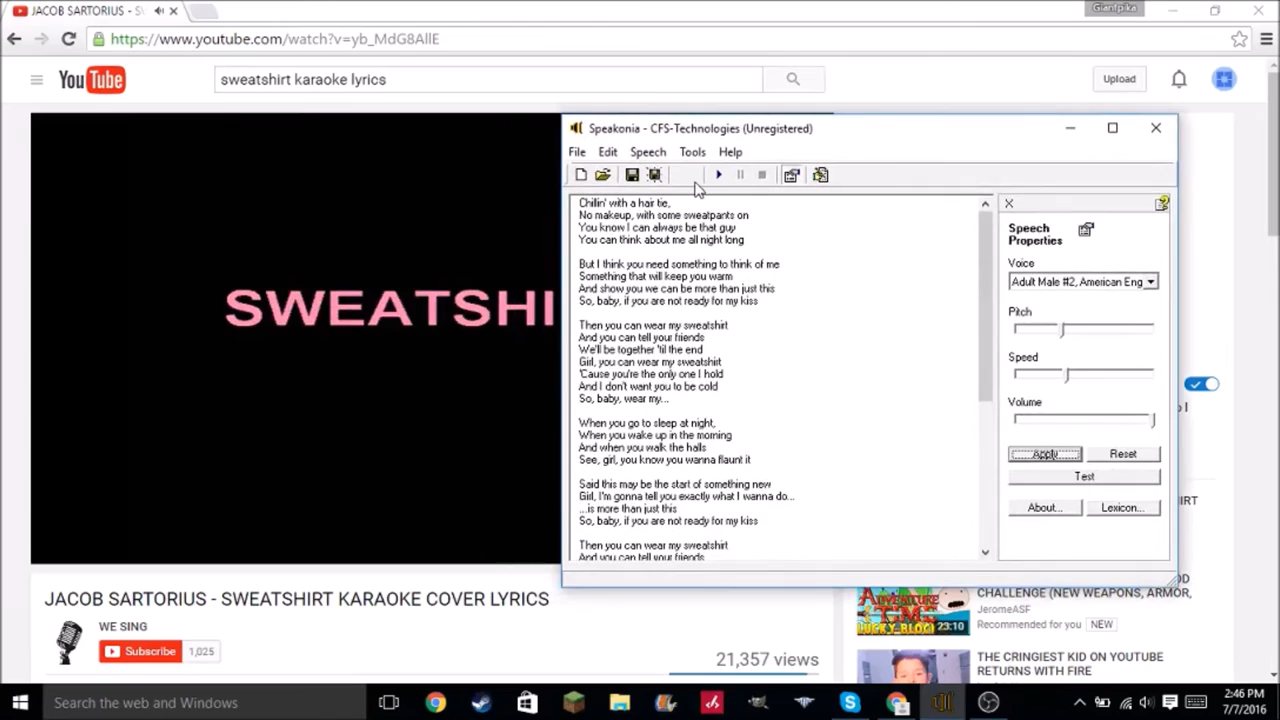 JACOB SARTORIUS - S
Gianfpika
https://www.youtube.com/watch?v=yb_MdG8AllE
YouTube
sweatshirt karaoke lyrics
Upload
SWEATSHI
Speakonia - CFS-Technologies (Unregistered)
File Edit Speech Tools Help
Chillin' with a hair tie,
No makeup, with some sweatpants on
You know I can always be that guy
You can think about me all night long
But I think you need something to think of me
Something that will keep you warm
And show you we can be more than just this
So, baby, if you are not ready for my kiss
Then you can wear my sweatshirt
And you can tell your friends
We'll be together 'til the end
Girl, you can wear my sweatshirt
'Cause you're the only one I hold
And I don't want you to be cold
So, baby, wear my...
When you go to sleep at night,
When you wake up in the morning
And when you walk the halls
See, girl, you know you wanna flaunt it
Said this may be the start of something new
Girl, I'm gonna tell you exactly what I wanna do...
...is more than just this
So, baby, if you are not ready for my kiss
Then you can wear my sweatshirt
And you can tell your friends
Speech
Properties
Voice
Adult Male #2, American Eng
Pitch
Speed
Volume
Apply Reset
Test
About... Lexicon...
JACOB SARTORIUS - SWEATSHIRT KARAOKE COVER LYRICS
WE SING
Subscribe 1,025
21,357 views
CHALLENGE (NEW WEAPONS, ARMOR,
JeromeASF
Recommended for you NEW
ADVENTURE
TIME
LUCKY-BLOCK!
23:10
THE CRINGIEST KID ON YOUTUBE
RETURNS WITH FIRE
Search the web and Windows
2:46 PM
7/7/2016